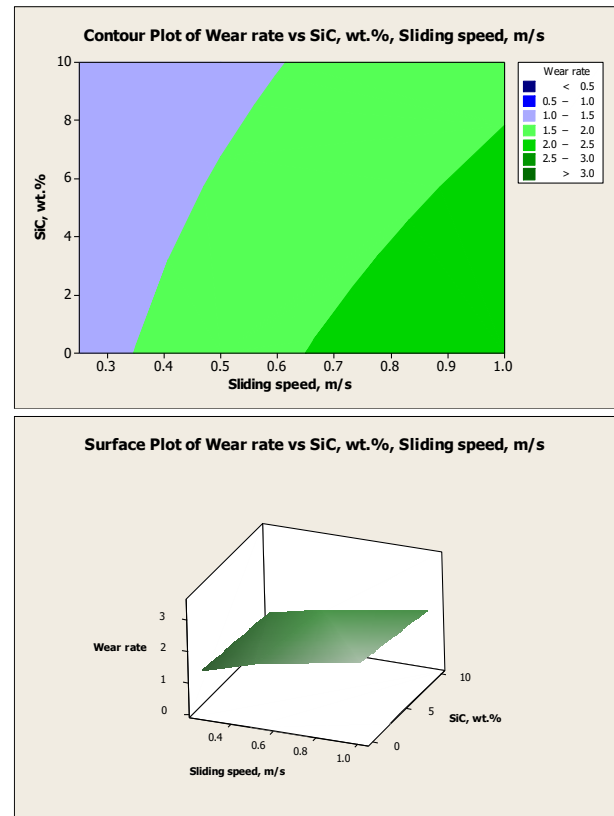 Contour Plot of Wear rate vs SiC, wt.%, Sliding speed, m/s
10
8
6
4
2
0
SiC, wt.%
0.3 0.4 0.5 0.6 0.7 0.8 0.9 1.0
Sliding speed, m/s
Wear rate
< 0.5
0.5 – 1.0
1.0 – 1.5
1.5 – 2.0
2.0 – 2.5
2.5 – 3.0
> 3.0
Surface Plot of Wear rate vs SiC, wt.%, Sliding speed, m/s
3
2
1
0
Wear rate
0.4 0.6 0.8 1.0
Sliding speed, m/s
10
5
0
SiC, wt.%